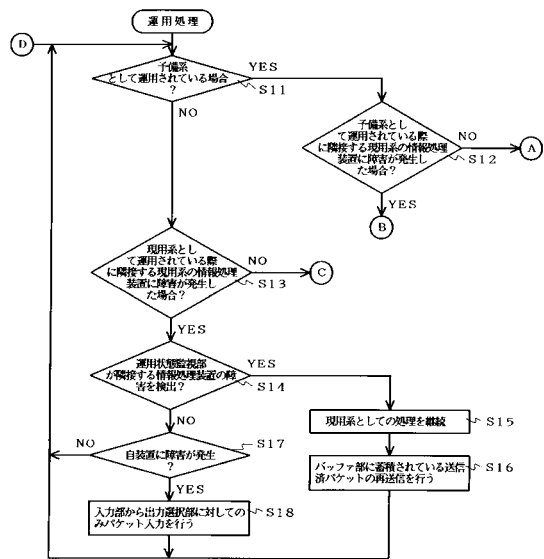 運用処理
D
子備系
として運用されている場合
?
YES
S11
NO
子備系とし
て運用されている際
に隣接する現用系の情報処理
装置に障害が発生し
た場合?
NO
A
S12
YES
B
現用系とし
て運用されている際
に隣接する現用系の情報処理
装置に障害が発生し
た場合?
NO
C
S13
YES
運用状態監視部
が隣接する情報処理装置の障
害を検出?
YES
S14
NO
現用系としての処理を継続
S15
バッファ部に蓄積されている送信
済パケットの再送信を行う
S16
NO
自装置に障害が発生
?
S17
YES
入力部から出力選択部に対しての
みパケット入力を行う
S18